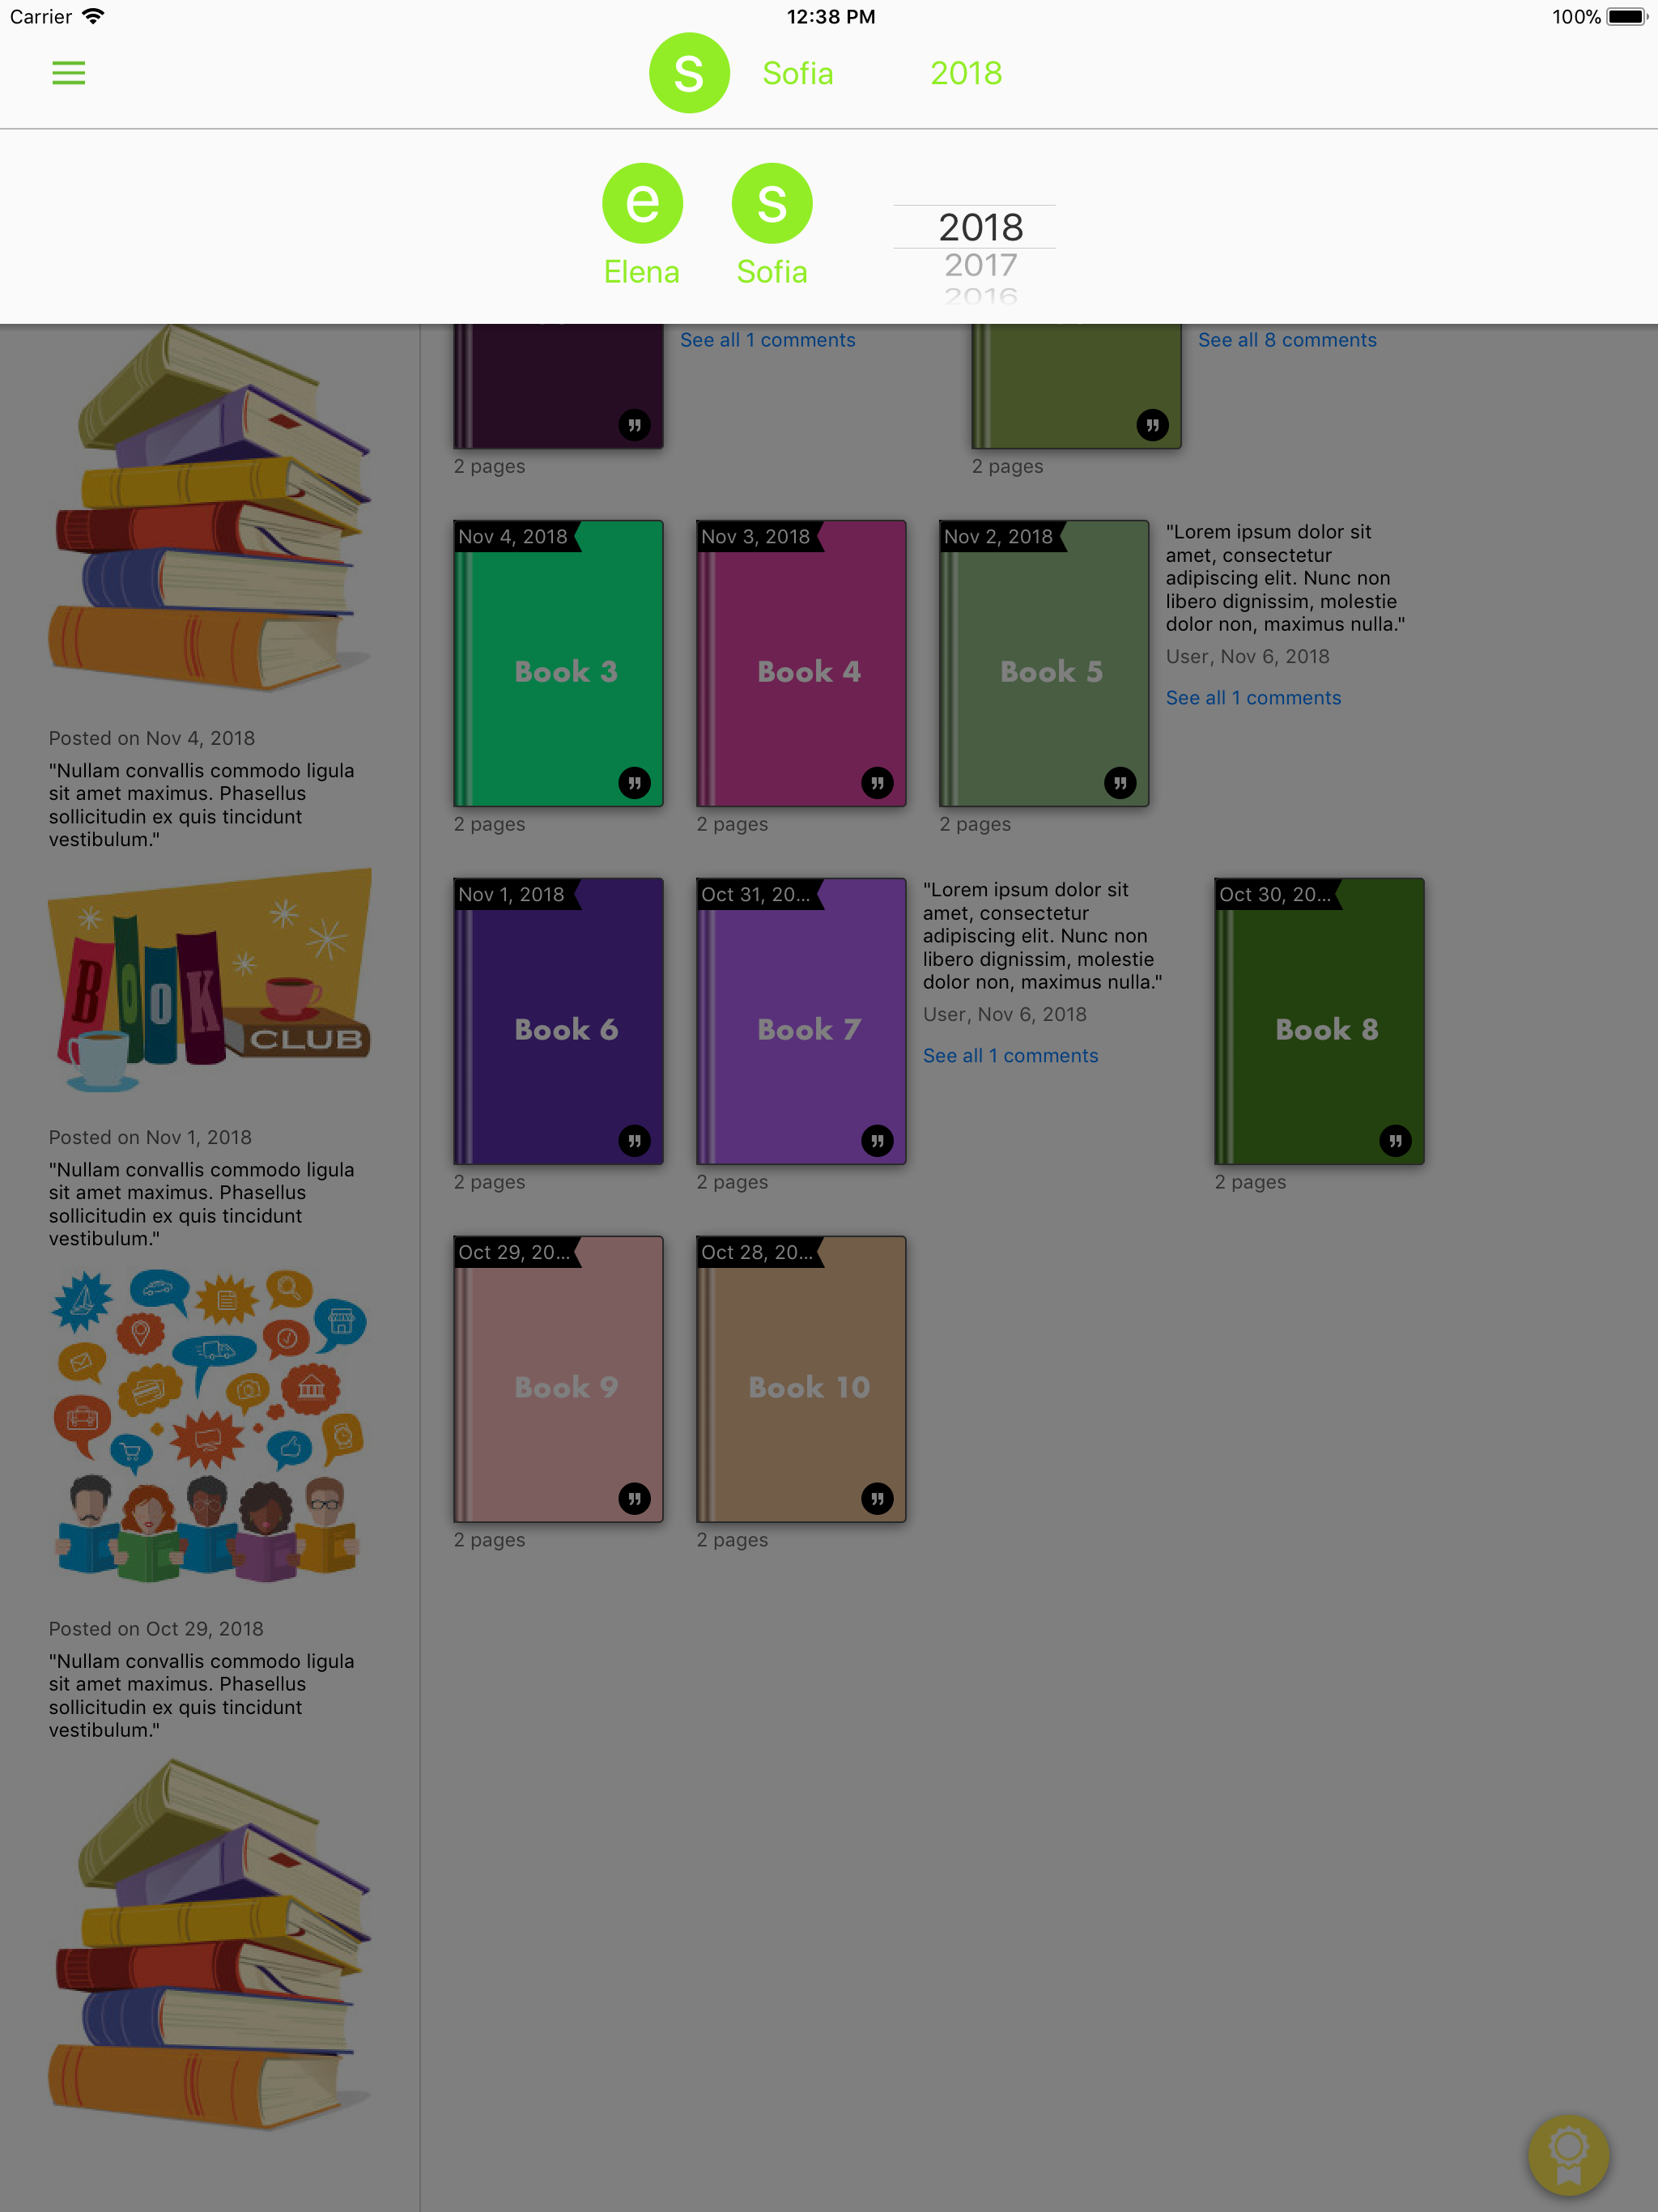 Carrier
12:38 PM
100%
s Sofia 2018
e
s
Elena
Sofia
2018
2017
2016
See all 1 comments
2 pages
See all 8 comments
2 pages
Posted on Nov 4, 2018
"Nullam convallis commodo ligula
sit amet maximus. Phasellus
sollicitudin ex quis tincidunt
vestibulum."
BOOK
CLUB
Posted on Nov 1, 2018
"Nullam convallis commodo ligula
sit amet maximus. Phasellus
sollicitudin ex quis tincidunt
vestibulum."
Posted on Oct 29, 2018
"Nullam convallis commodo ligula
sit amet maximus. Phasellus
sollicitudin ex quis tincidunt
vestibulum."
Nov 4, 2018
Book 3
2 pages
Nov 3, 2018
Book 4
2 pages
Nov 2, 2018
Book 5
2 pages
"Lorem ipsum dolor sit
amet, consectetur
adipiscing elit. Nunc non
libero dignissim, molestie
dolor non, maximus nulla."
User, Nov 6, 2018
See all 1 comments
Nov 1, 2018
Book 6
2 pages
Oct 31, 20...
Book 7
2 pages
"Lorem ipsum dolor sit
amet, consectetur
adipiscing elit. Nunc non
libero dignissim, molestie
dolor non, maximus nulla."
User, Nov 6, 2018
See all 1 comments
Oct 30, 20...
Book 8
2 pages
Oct 29, 20...
Book 9
2 pages
Oct 28, 20...
Book 10
2 pages